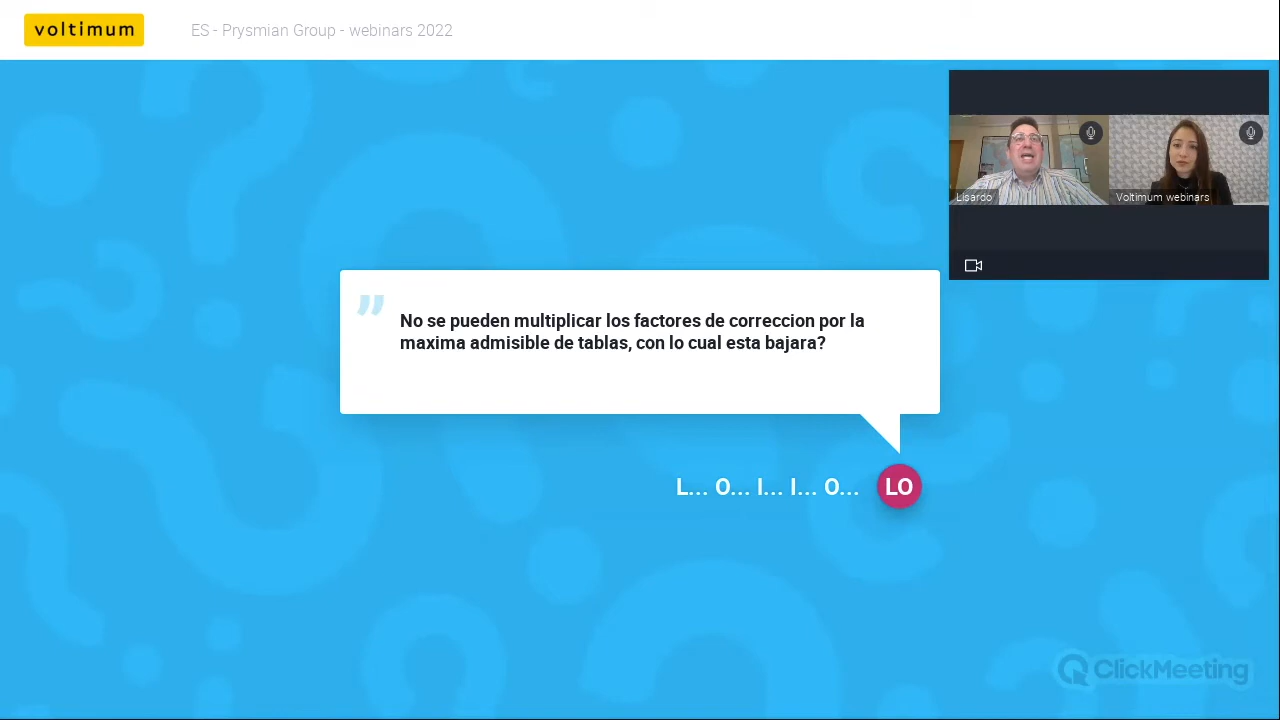 voltimum
ES - Prysmian Group - webinars 2022
Lisardo
Voltimum webinars
”
No se pueden multiplicar los factores de correccion por la
maxima admisible de tablas, con lo cual esta bajara?
L... O... I... I... O...
LO
ClickMeeting